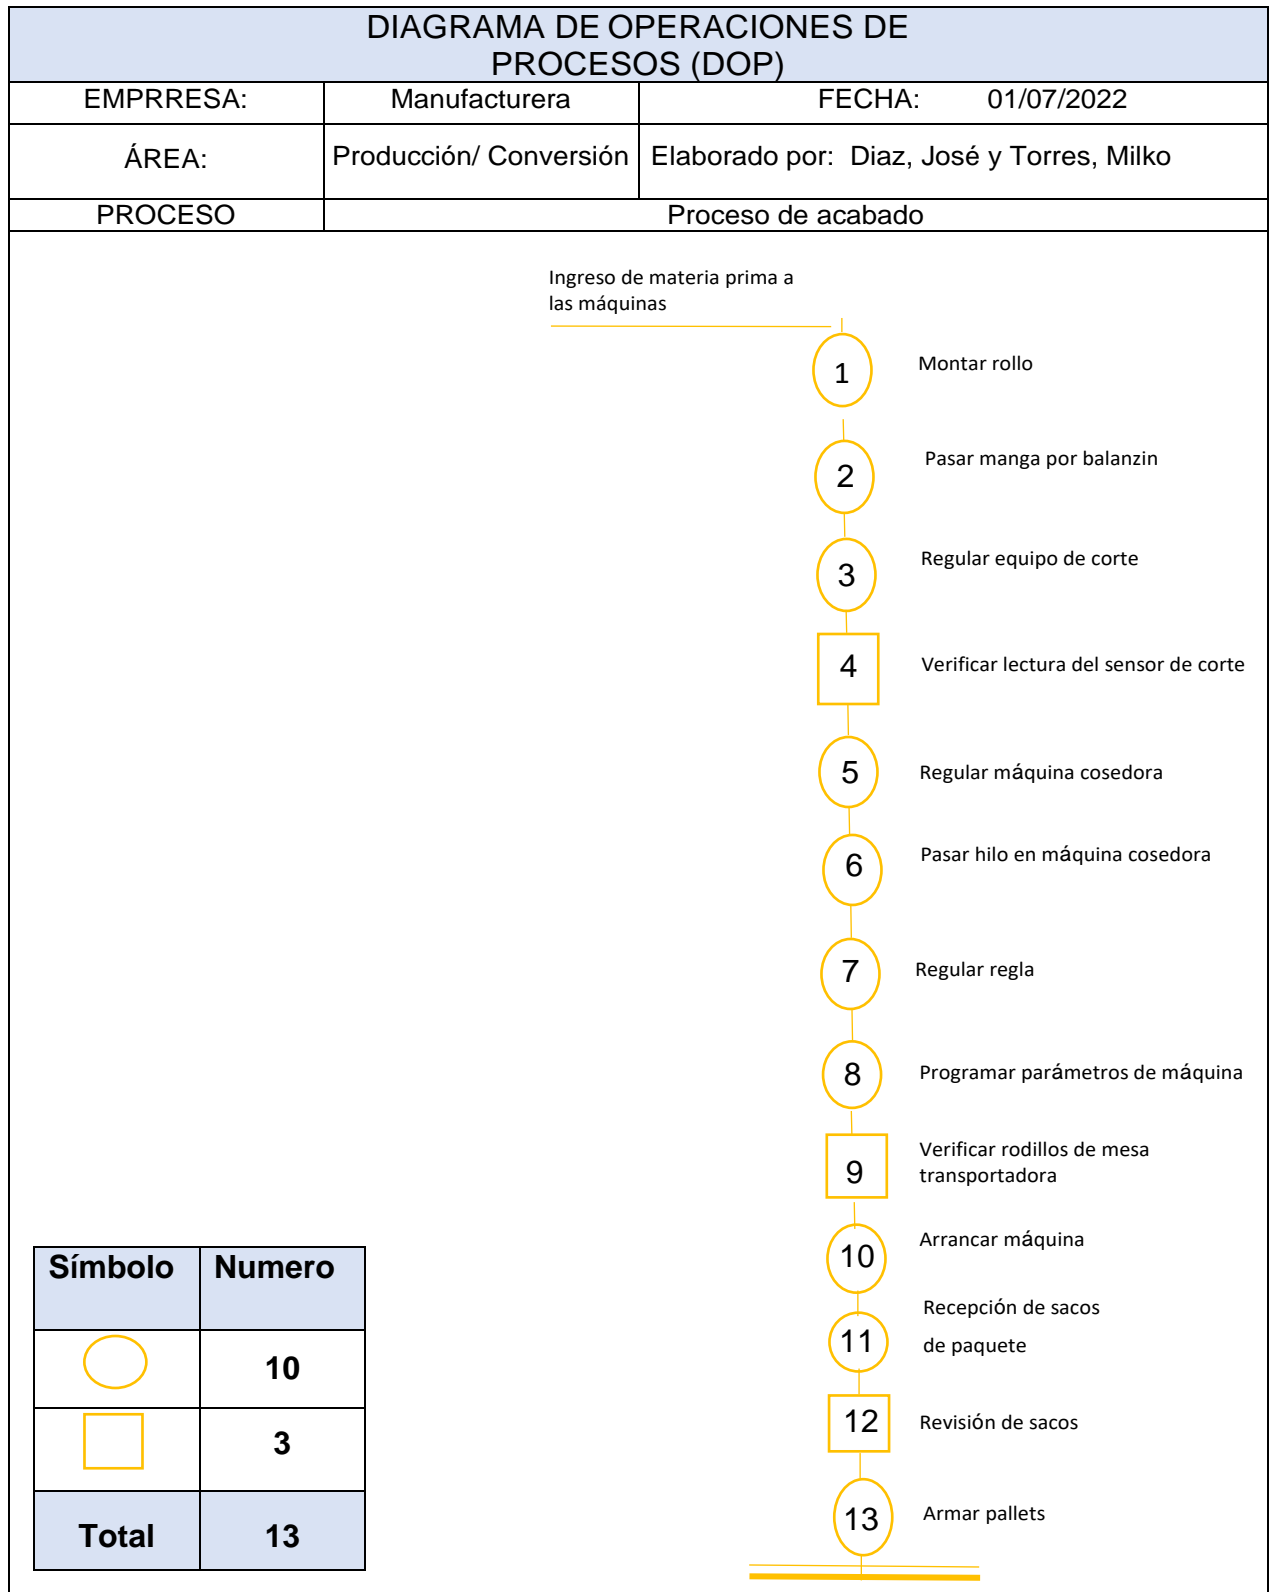 DIAGRAMA DE OPERACIONES DE
PROCESOS (DOP)
EMPRRESA:
Manufacturera
FECHA: 01/07/2022
ÁREA:
Producción/ Conversión
Elaborado por: Diaz, José y Torres, Milko
PROCESO
Proceso de acabado
Ingreso de materia prima a
las máquinas
1
Montar rollo
2
Pasar manga por balanzin
3
Regular equipo de corte
4
Verificar lectura del sensor de corte
5
Regular máquina cosedora
6
Pasar hilo en máquina cosedora
7
Regular regla
8
Programar parámetros de máquina
9
Verificar rodillos de mesa
transportadora
10
Arrancar máquina
11
Recepción de sacos
de paquete
12
Revisión de sacos
13
Armar pallets
Símbolo
Numero
10
3
Total
13